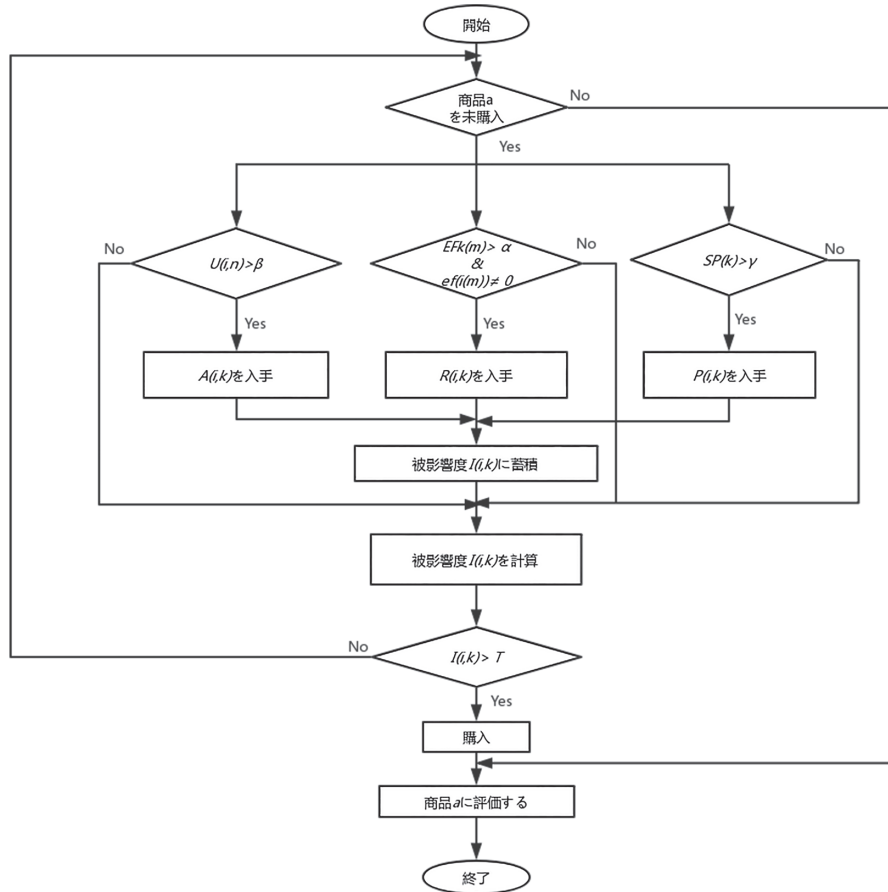 開始
商品a
を未購入
No
Yes
U(i,n)>β
No
Yes
EFk(m)> α
&
ef(i(m))≠ 0
No
Yes
SP(k)>γ
No
Yes
A(i,k)を入手
R(i,k)を入手
P(i,k)を入手
被影響度I(i,k)に蓄積
被影響度I(i,k)を計算
I(i,k)> T
No
Yes
購入
商品aに評価する
終了